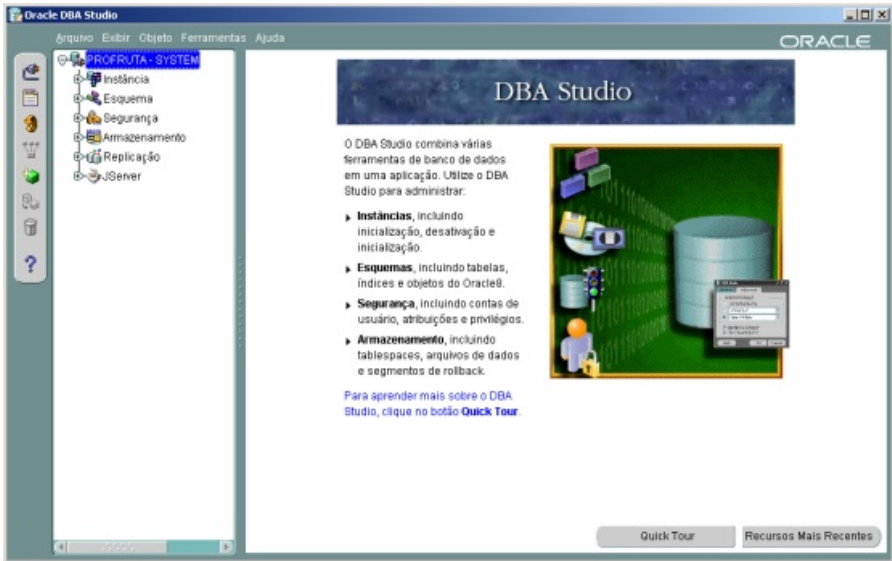 Oracle DBA Studio
Arquivo Exibir Objeto Ferramentas Ajuda
ORACLE
PROFRUTA - SYSTEM
Instância
Esquema
Segurança
Armazenamento
Replicação
JServer
DBA Studio
O DBA Studio combina várias
ferramentas de banco de dados
em uma aplicação. Utilize o DBA
Studio para administrar:
Instâncias, incluindo
inicialização, desativação e
inicialização.
Esquemas, incluindo tabelas,
índices e objetos do Oracle8.
Segurança, incluindo contas de
usuário, atribuições e privilégios.
Armazenamento, incluindo
tablespaces, arquivos de dados
e segmentos de rollback.
Para aprender mais sobre o DBA
Studio, clique no botão Quick Tour.
Quick Tour
Recursos Mais Recentes